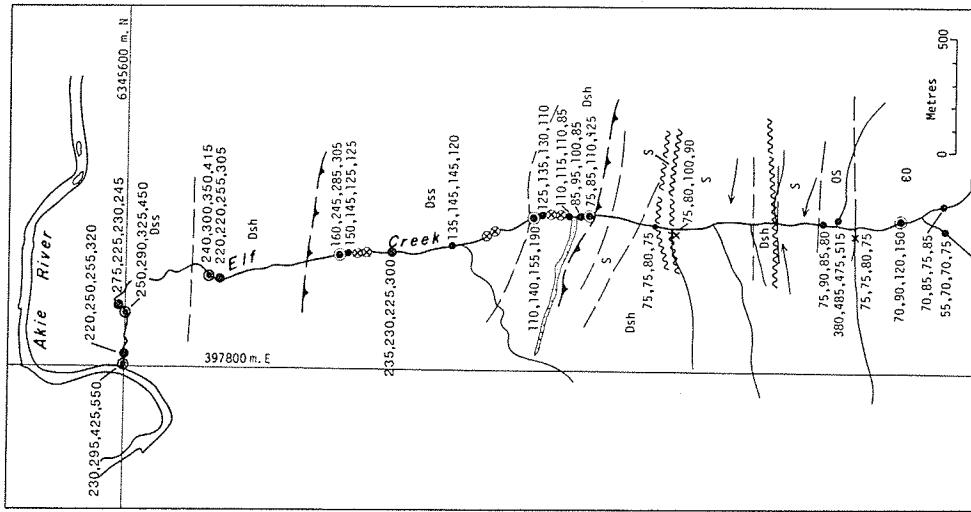 6345600 m. N
Akie River
220,250,255,320
275,225,230,245
250,290,325,450
Dss
397800 m. E
230,295,425,550
240,300,350,415
220,220,255,305
Dsh
Elf
160,245,285,305
150,145,125,125
Creek
Dss
235,230,225,300
135,145,145,120
125,135,130,110
110,140,155,190
110,115,110,85
85,95,100,85
75,85,110,125
Dsh
S
Dsh
S
75,80,100,90
75,75,80,75
S
Dsh
S
75,90,85,80
380,485,475,515
OS
75,75,80,75
70,90,120,150
ЄO
70,85,75,85
55,70,70,75
0
500
Metres